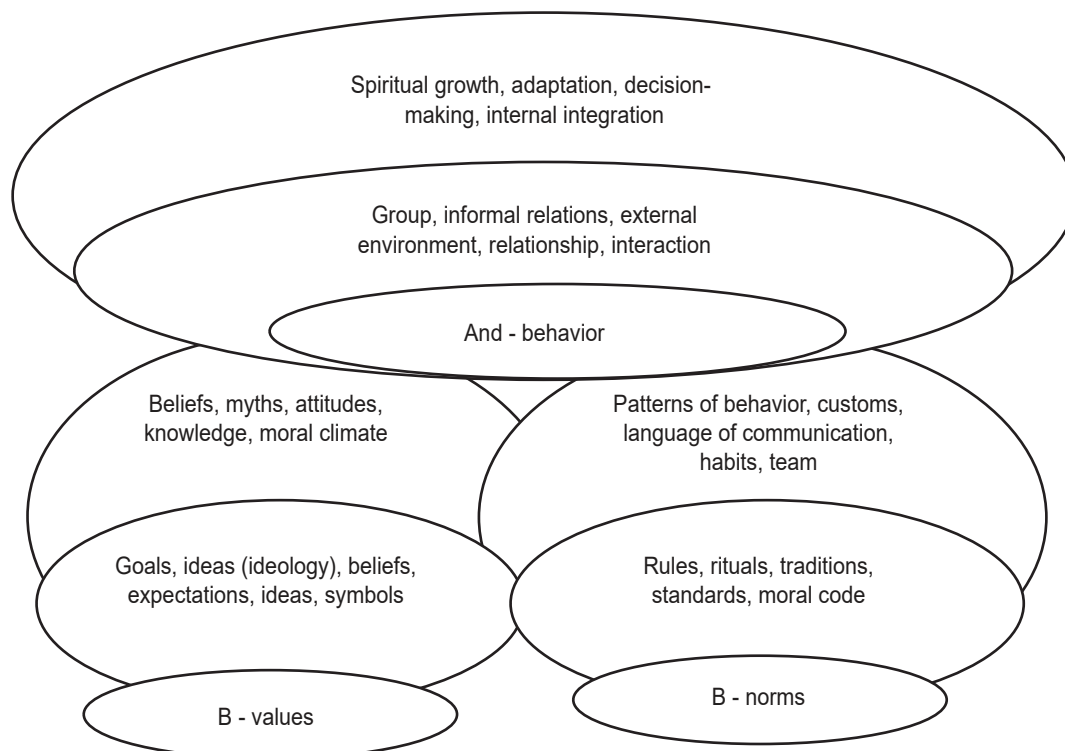 Spiritual growth, adaptation, decision-
making, internal integration
Group, informal relations, external
environment, relationship, interaction
And - behavior
Beliefs, myths, attitudes,
knowledge, moral climate
Patterns of behavior, customs,
language of communication,
habits, team
Goals, ideas (ideology), beliefs,
expectations, ideas, symbols
Rules, rituals, traditions,
standards, moral code
B - values
B - norms